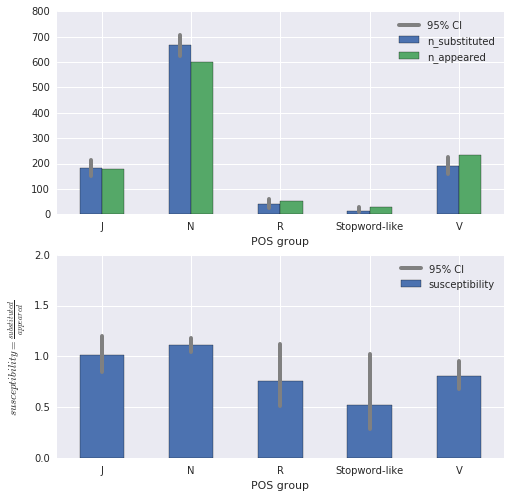 800
700
600
500
400
300
200
100
0
95% CI
n_substituted
n_appeared
J N R Stopword-like V
POS group
2.0
1.5
1.0
0.5
0.0
susceptibility = substituted / appeared
95% CI
susceptibility
J N R Stopword-like V
POS group